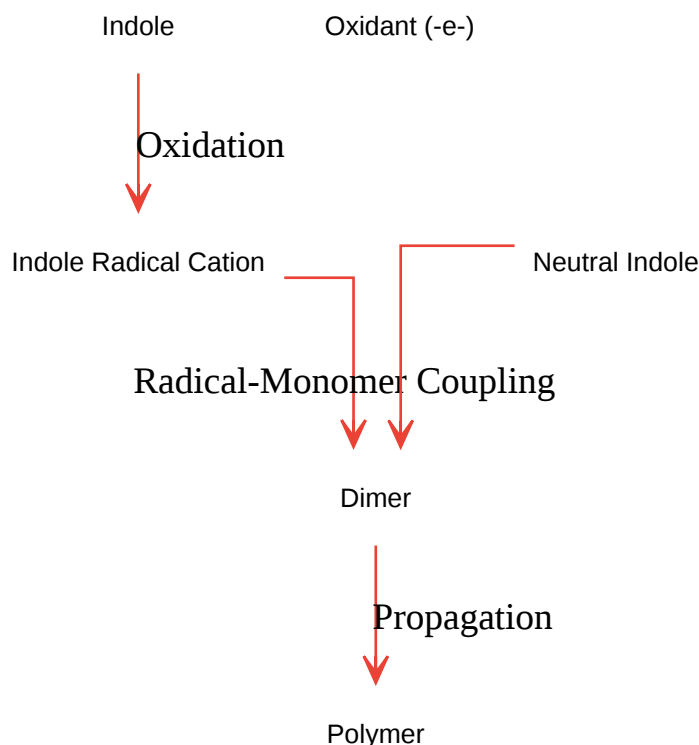 Indole
Oxidant (-e-)
Oxidation
Indole Radical Cation
Neutral Indole
Radical-Monomer Coupling
Dimer
Propagation
Polymer